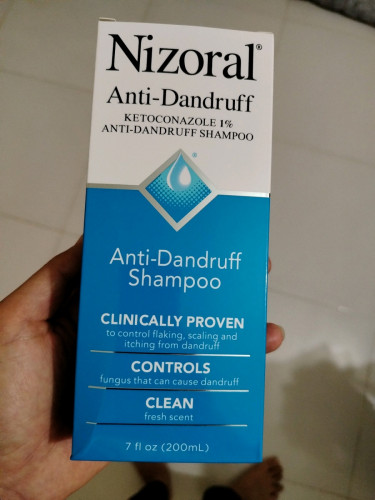 Nizoral®
Anti-Dandruff
KETOCONAZOLE 1%
ANTI-DANDRUFF SHAMPOO
Anti-Dandruff
Shampoo
CLINICALLY PROVEN
to control flaking, scaling and
itching from dandruff
CONTROLS
fungus that can cause dandruff
CLEAN
fresh scent
7 fl oz (200mL)